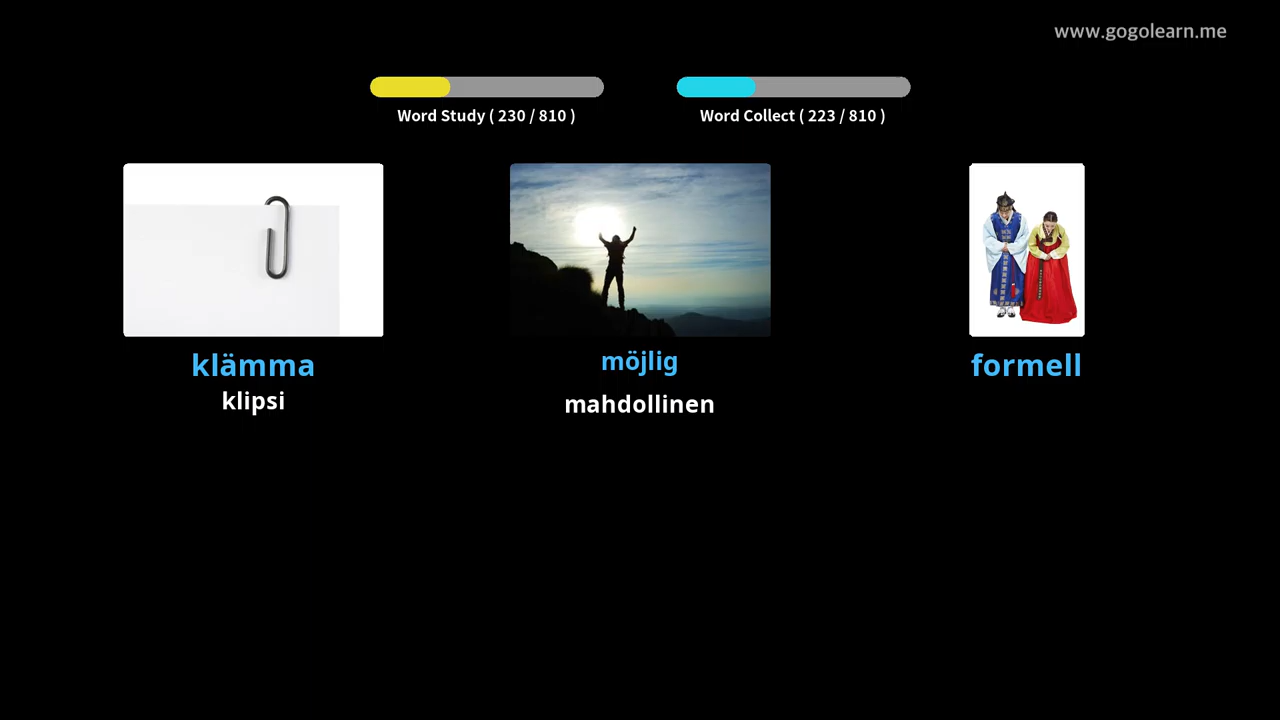 www.gogolearn.me
Word Study ( 230 / 810 )
Word Collect ( 223 / 810 )
klämma
klipsi
möjlig
mahdollinen
formell